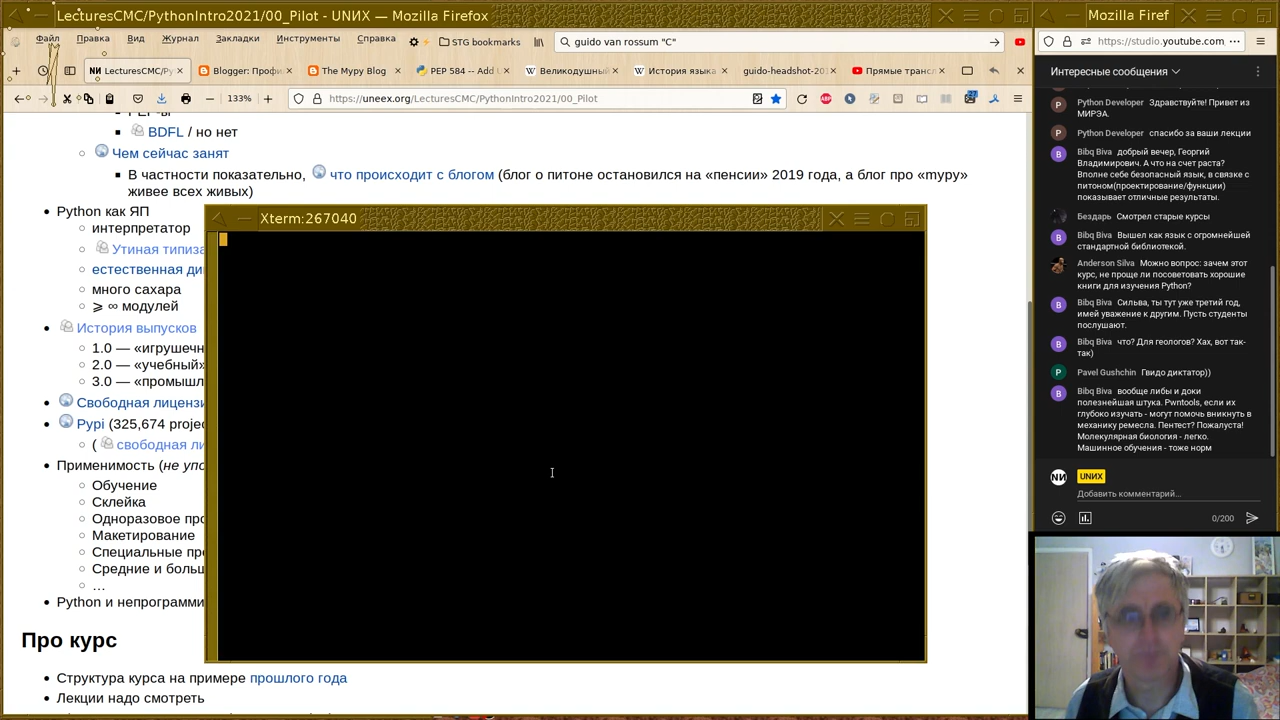 LecturesCMC/PythonIntro2021/00_Pilot - UNИX — Mozilla Firefox
Файл Правка Вид Журнал Закладки Инструменты Справка
STG bookmarks
guido van rossum "C"
LecturesCMC/Py
Blogger: Профи
The Mypy Blog
PEP 584 -- Add
Великодушный
История языка
guido-headshot-20
Прямые транс
133%
https://uneex.org/LecturesCMC/PythonIntro2021/00_Pilot
BDFL / но нет
Чем сейчас занят
В частности показательно, что происходит с блогом (блог о питоне остановился на «пенсии» 2019 года, а блог про «mypy»
живее всех живых)
Python как ЯП
интерпретатор
Утиная типиза
естественная ди
много сахара
⩾ ∞ модулей
История выпусков
1.0 — «игрушечн
2.0 — «учебный»
3.0 — «промышл
Свободная лиценз
Pypi (325,674 projec
( свободная ли
Применимость (не упо
Обучение
Склейка
Одноразовое про
Макетирование
Специальные пр
Средние и больш
...
Python и непрограмми
Про курс
Структура курса на примере прошлого года
Лекции надо смотреть
Xterm:267040
Mozilla Firef
https://studio.youtube.com
Интересные сообщения
Python Developer Здравствуйте! Привет из
МИРЭА.
Python Developer спасибо за ваши лекции
Bibq Biva добрый вечер, Георгий
Владимирович. А что на счет раста?
Вполне себе безопасный язык, в связке с
питоном(проектирование/функции)
показывает отличные результаты.
Бездарь Смотрел старые курсы
Bibq Biva Вышел как язык с огромнейшей
стандартной библиотекой.
Anderson Silva Можно вопрос: зачем этот
курс, не проще ли посоветовать хорошие
книги для изучения Python?
Bibq Biva Сильва, ты тут уже третий год,
имей уважение к другим. Пусть студенты
послушают.
Bibq Biva что? Для геологов? Хах, вот так-
так)
Pavel Gushchin Гвидо диктатор))
Bibq Biva вообще либы и доки
полезнейшая штука. Pwntools, если их
глубоко изучать - могут помочь вникнуть в
механику ремесла. Пентест? Пожалуста!
Молекулярная биология - легко.
Машинное обучения - тоже норм
UNИX
Добавить комментарий...
0/200